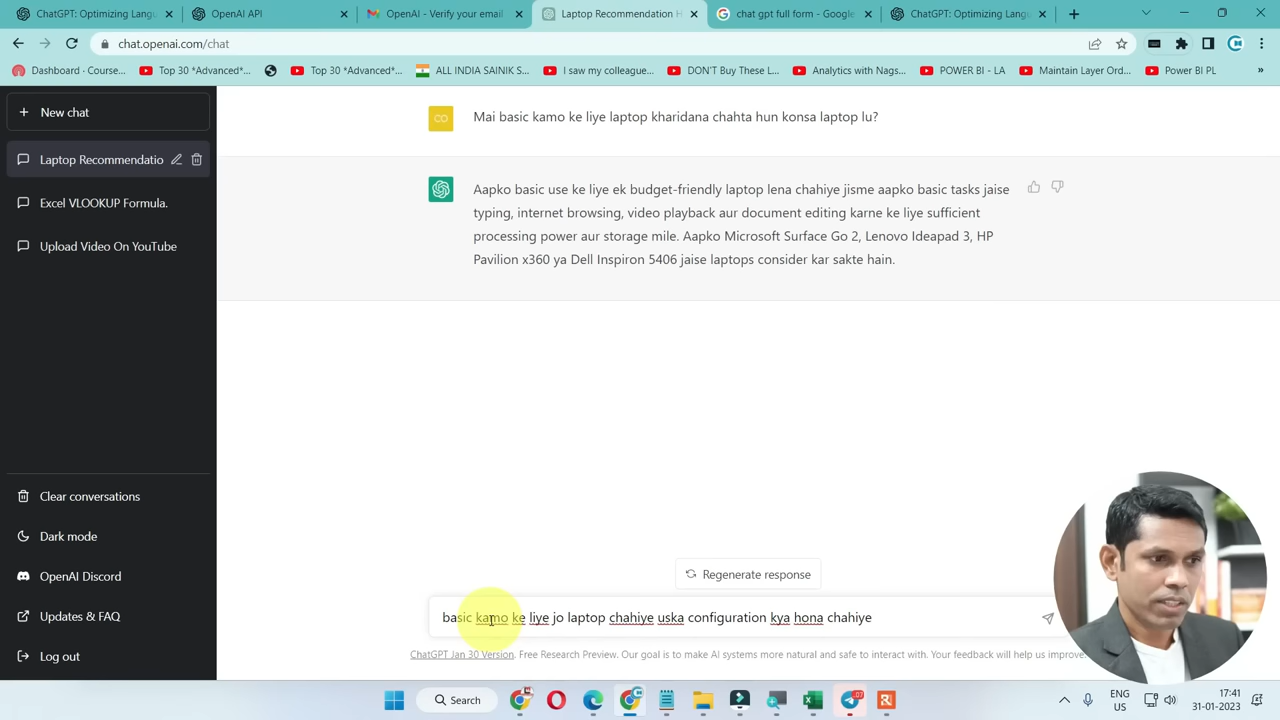 ChatGPT: Optimizing Langu
OpenAI API
OpenAI - Verify your email
Laptop Recommendation H
chat gpt full form - Google
ChatGPT: Optimizing Langu
chat.openai.com/chat
Dashboard · Course...
Top 30 *Advanced*...
Top 30 *Advanced*...
ALL INDIA SAINIK S...
I saw my colleague...
DON'T Buy These L...
Analytics with Nags...
POWER BI - LA
Maintain Layer Ord...
Power BI PL
»
New chat
Laptop Recommendatio
Excel VLOOKUP Formula.
Upload Video On YouTube
CO
Mai basic kamo ke liye laptop kharidana chahta hun konsa laptop lu?
Aapko basic use ke liye ek budget-friendly laptop lena chahiye jisme aapko basic tasks jaise
typing, internet browsing, video playback aur document editing karne ke liye sufficient
processing power aur storage mile. Aapko Microsoft Surface Go 2, Lenovo Ideapad 3, HP
Pavilion x360 ya Dell Inspiron 5406 jaise laptops consider kar sakte hain.
Clear conversations
Dark mode
OpenAI Discord
Updates & FAQ
Log out
Regenerate response
basic kamo ke liye jo laptop chahiye uska configuration kya hona chahiye
ChatGPT Jan 30 Version. Free Research Preview. Our goal is to make AI systems more natural and safe to interact with. Your feedback will help us improve.
Search
ENG
US
17:41
31-01-2023